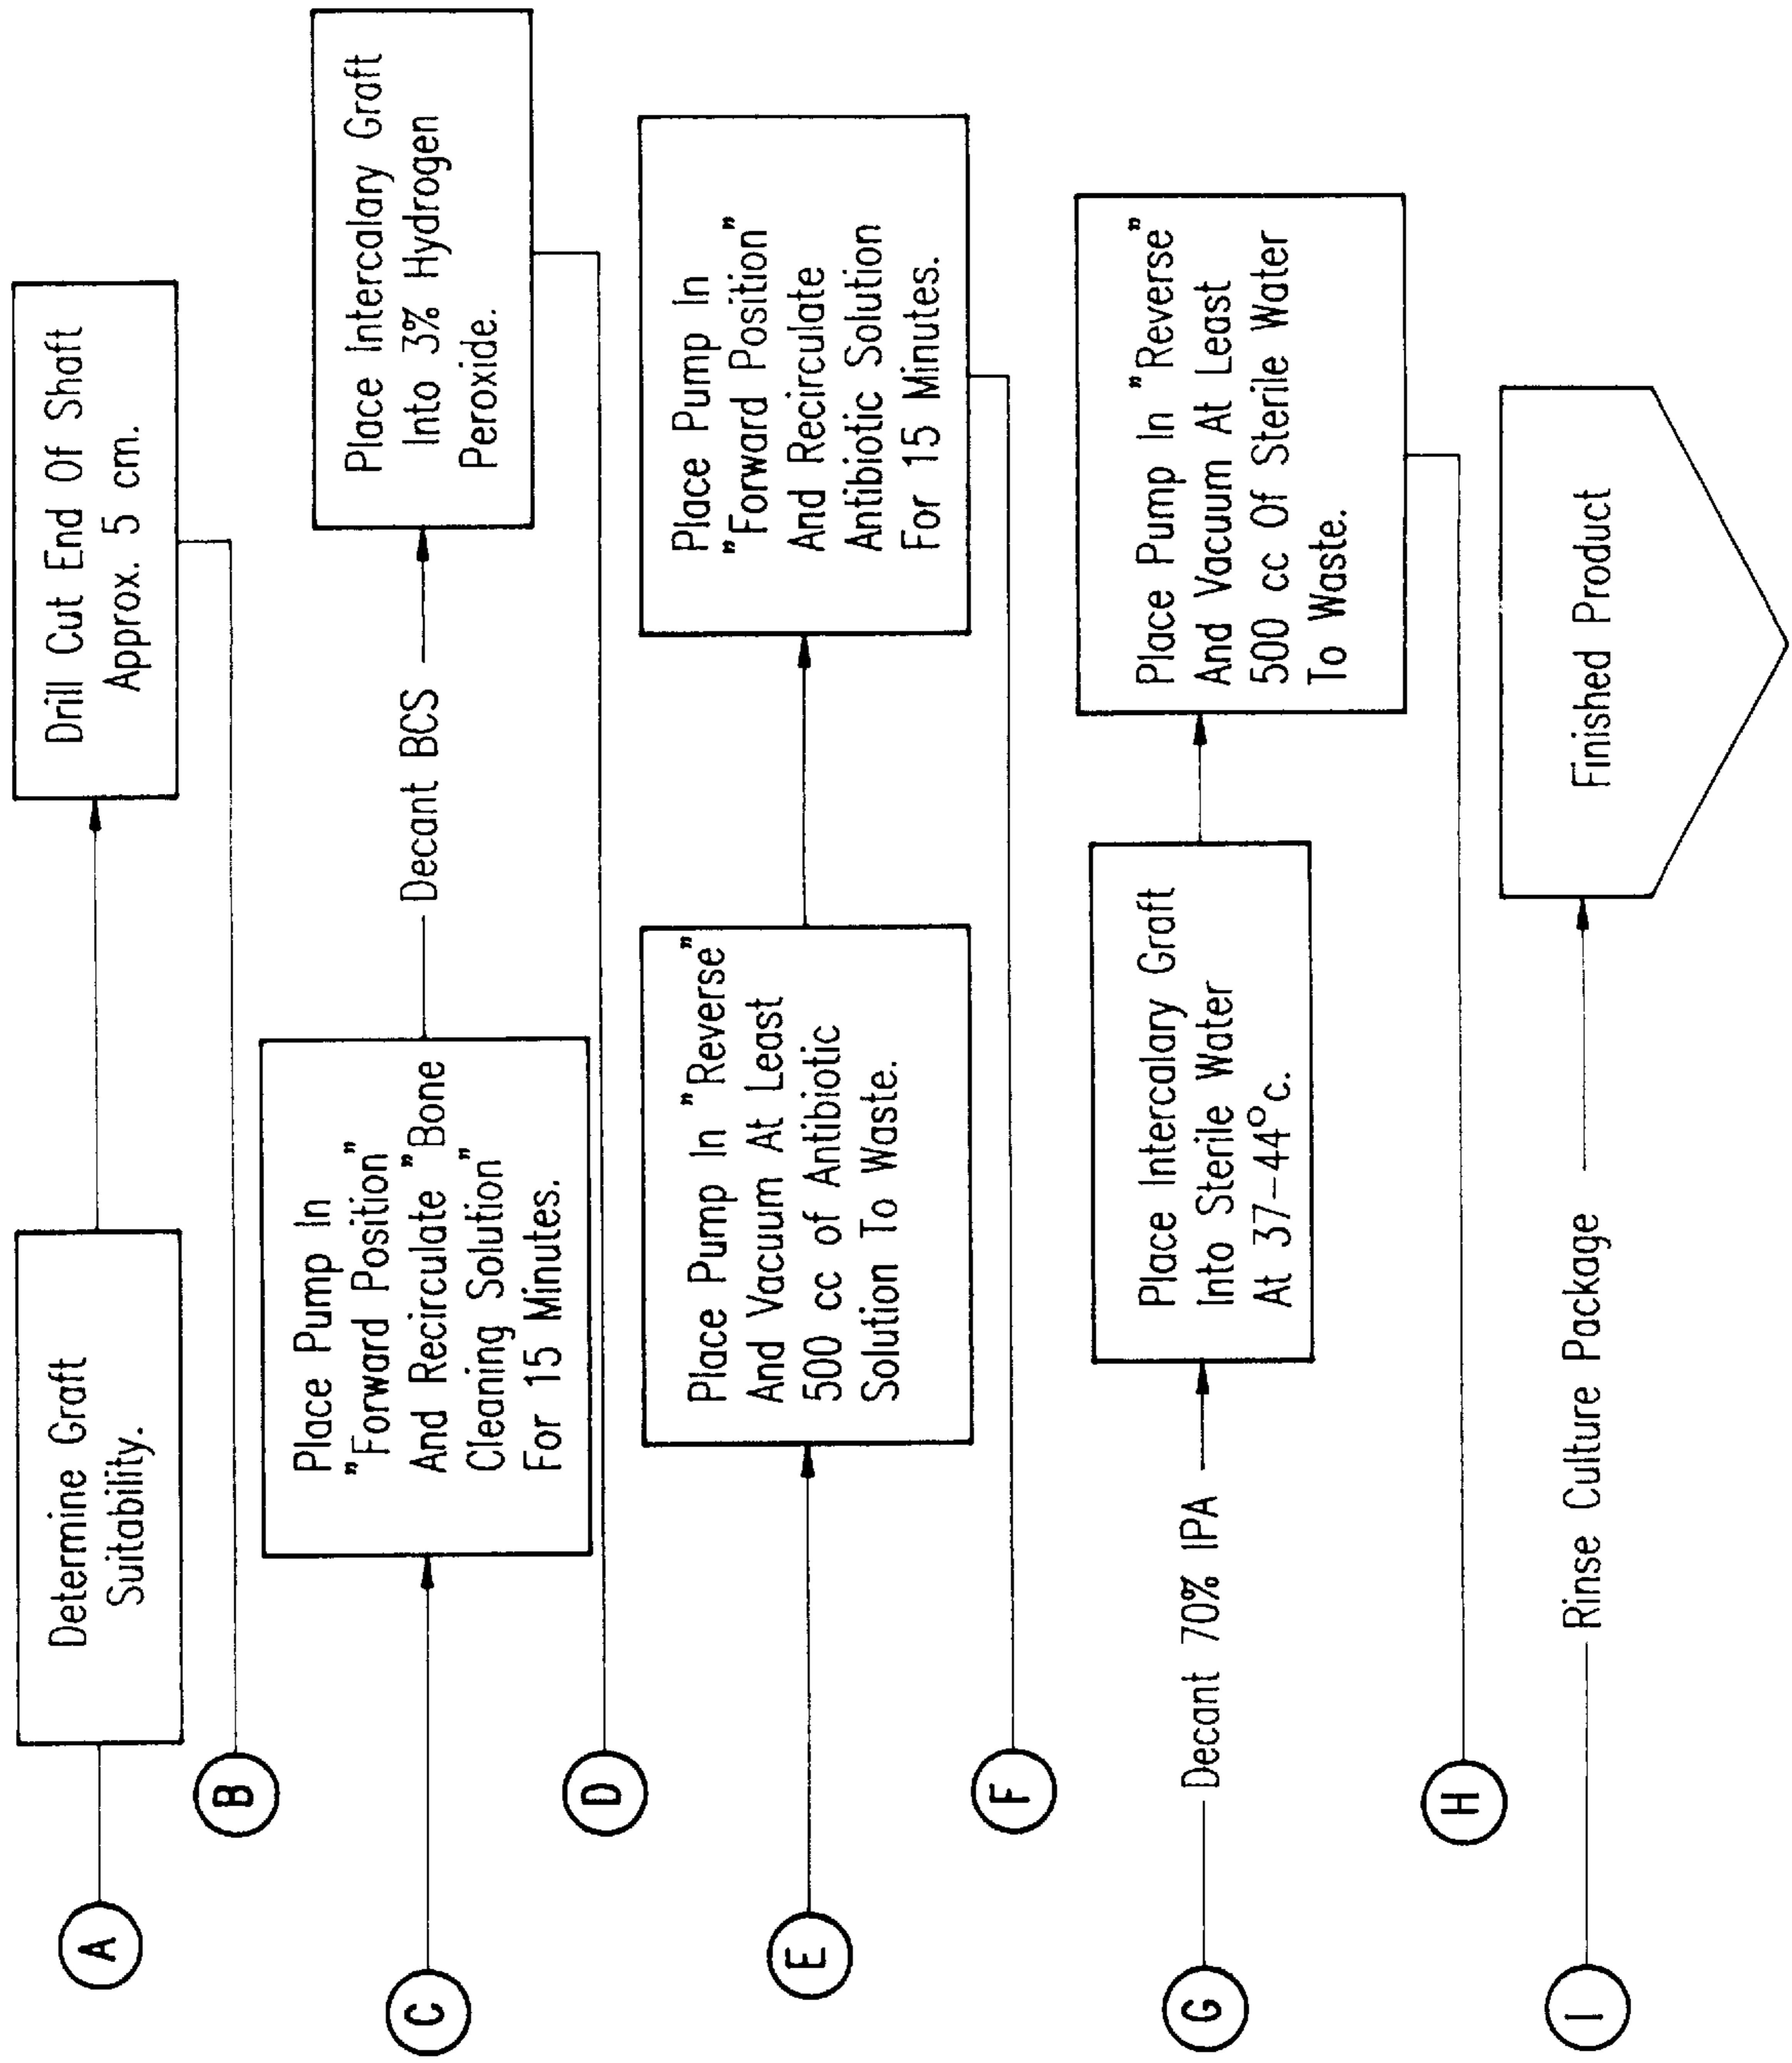 A
Determine Graft
Suitability.
Drill Cut End Of Shaft
Approx. 5 cm.
B
C
Place Pump In
"Forward Position"
And Recirculate "Bone
Cleaning Solution"
For 15 Minutes.
Decant BCS
Place Intercalary Graft
Into 3% Hydrogen
Peroxide.
D
E
Place Pump In "Reverse"
And Vacuum At Least
500 cc of Antibiotic
Solution To Waste.
Place Pump In
"Forward Position"
And Recirculate
Antibiotic Solution
For 15 Minutes.
F
G
Decant 70% IPA
Place Intercalary Graft
Into Sterile Water
At 37-44°c.
Place Pump In "Reverse"
And Vacuum At Least
500 cc Of Sterile Water
To Waste.
H
I
Rinse Culture Package
Finished Product